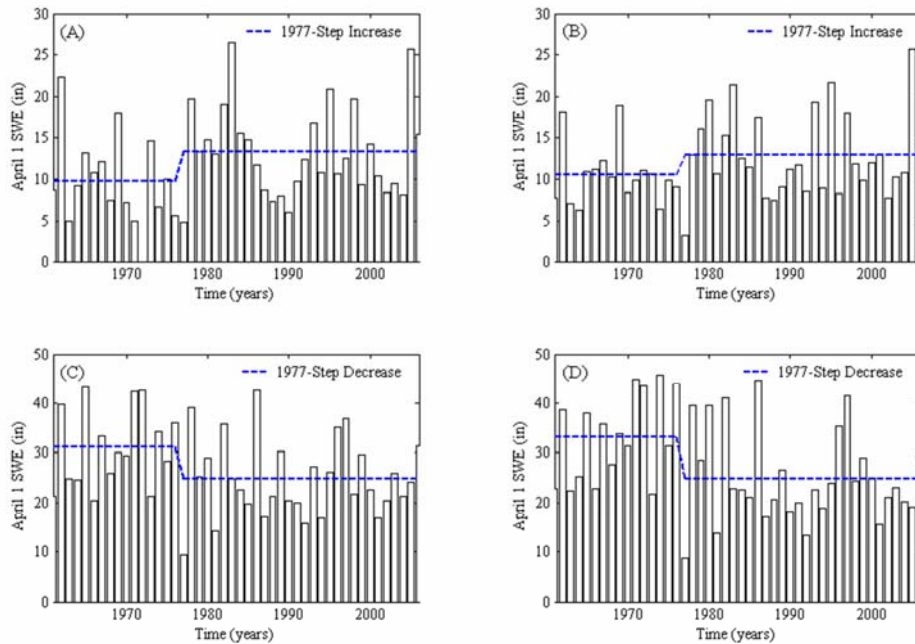 (A)
1977-Step Increase
April 1 SWE (in)
30
25
20
15
10
5
0
1970 1980 1990 2000
Time (years)
(B)
1977-Step Increase
April 1 SWE (in)
30
25
20
15
10
5
0
1970 1980 1990 2000
Time (years)
(C)
1977-Step Decrease
April 1 SWE (in)
50
40
30
20
10
0
1970 1980 1990 2000
Time (years)
(D)
1977-Step Decrease
April 1 SWE (in)
50
40
30
20
10
0
1970 1980 1990 2000
Time (years)